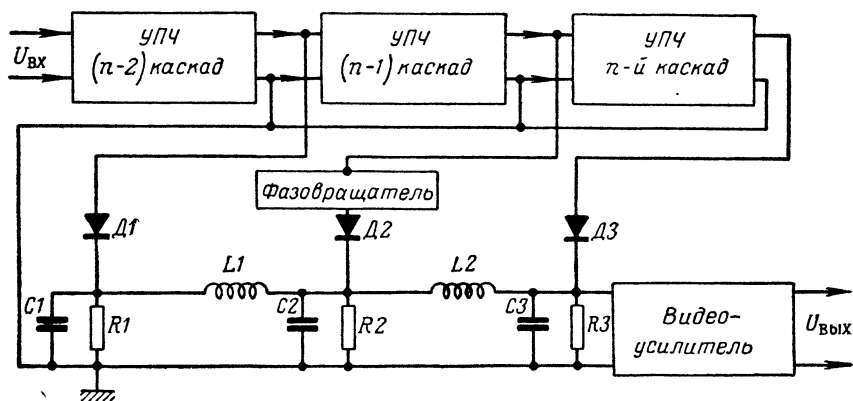 УПЧ
(n-2) каскад
УПЧ
(n-1) каскад
УПЧ
n-й каскад
Uвх
Фазовращатель
Д1
Д2
Д3
L1
L2
C1
R1
C2
R2
C3
R3
Видео-
усилитель
Uвых